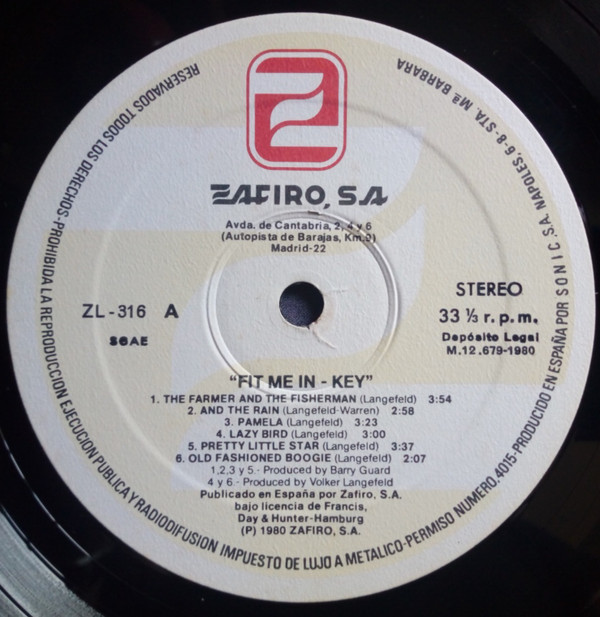 ZAFIRO, S.A
Avda. de Cantabria, 2, 4 y 6
(Autopista de Barajas, Km.9)
Madrid-22
ZL-316 A
SGAE
STEREO
33 ⅓ r.p.m.
Depósito Legal
M.12.679-1980
"FIT ME IN - KEY"
1. THE FARMER AND THE FISHERMAN (Langefeld) 3:54
2. AND THE RAIN (Langefeld-Warren) 2:58
3. PAMELA (Langefeld) 3:23
4. LAZY BIRD (Langefeld) 3:00
5. PRETTY LITTLE STAR (Langefeld) 3:37
6. OLD FASHIONED BOOGIE (Langefeld) 2:07
1,2,3 y 5.- Produced by Barry Guard
4 y 6.- Produced by Volker Langefeld
Publicado en España por Zafiro, S.A.
bajo licencia de Francis,
Day & Hunter-Hamburg
(P) 1980 ZAFIRO, S.A.
RESERVADOS TODOS LOS DERECHOS-PROHIBIDA LA REPRODUCCION EJECUCION PUBLICA Y RADIODIFUSION IMPUESTO DE LUJO A METALICO-PERMISO NUMERO. 4015-PRODUCIDO EN ESPAÑA POR SONIC S.A. NAPOLES, 6-8-STA. Mª BARBARA